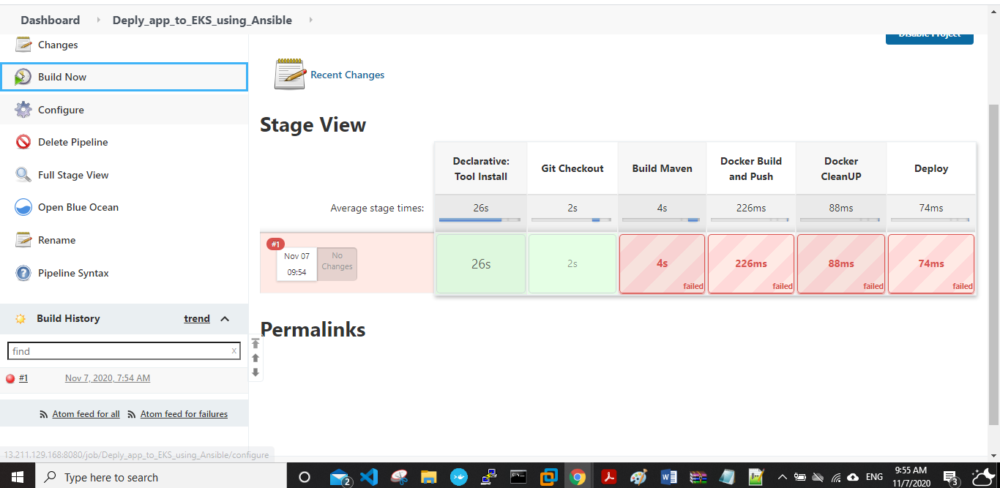 Dashboard
Deply_app_to_EKS_using_Ansible
Changes
Build Now
Configure
Delete Pipeline
Full Stage View
Open Blue Ocean
Rename
Pipeline Syntax
Build History
trend
find
x
#1
Nov 7, 2020, 7:54 AM
Atom feed for all
Atom feed for failures
13.211.129.168:8080/job/Deply_app_to_EKS_using_Ansible/configure
Disable Project
Recent Changes
Stage View
Declarative:
Tool Install
Git Checkout
Build Maven
Docker Build
and Push
Docker
CleanUP
Deploy
Average stage times:
26s
2s
4s
226ms
88ms
74ms
#1
Nov 07
09:54
No
Changes
26s
2s
4s
failed
226ms
failed
88ms
failed
74ms
failed
Permalinks
Type here to search
2
ENG
9:55 AM
11/7/2020
3